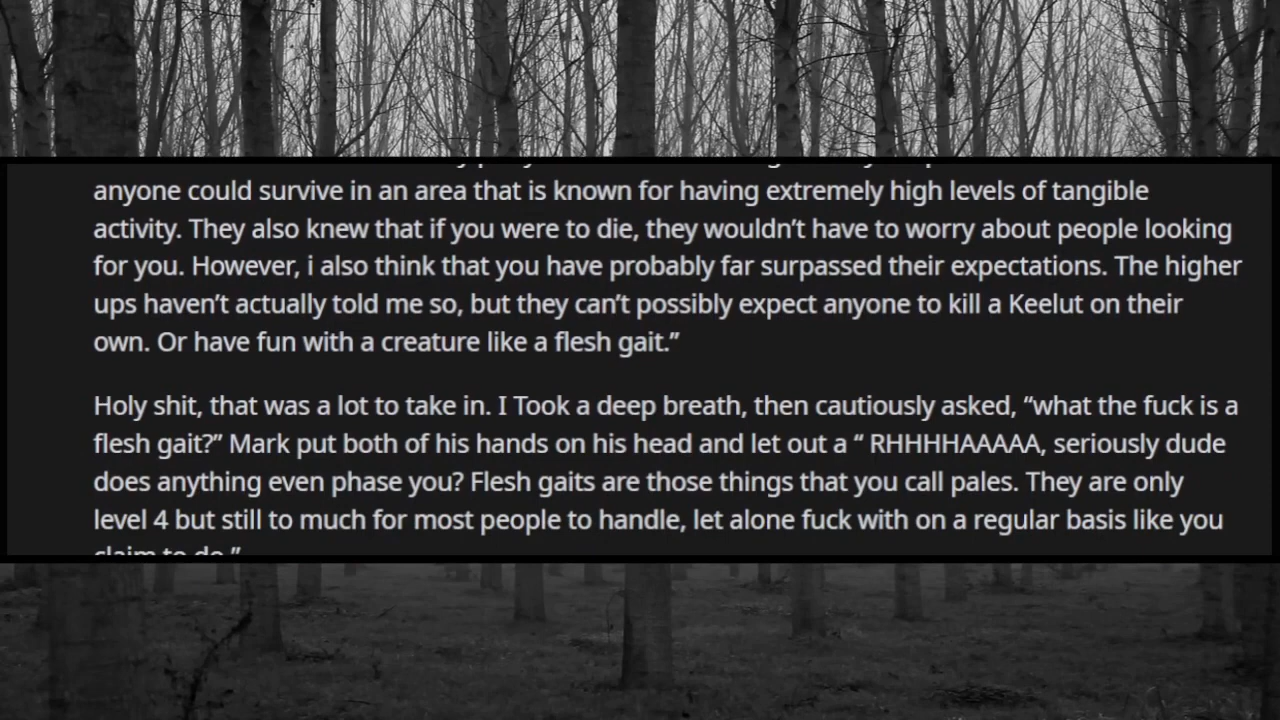 anyone could survive in an area that is known for having extremely high levels of tangible
activity. They also knew that if you were to die, they wouldn’t have to worry about people looking
for you. However, i also think that you have probably far surpassed their expectations. The higher
ups haven’t actually told me so, but they can’t possibly expect anyone to kill a Keelut on their
own. Or have fun with a creature like a flesh gait.”
Holy shit, that was a lot to take in. I Took a deep breath, then cautiously asked, “what the fuck is a
flesh gait?” Mark put both of his hands on his head and let out a “ RHHHHAAAAA, seriously dude
does anything even phase you? Flesh gaits are those things that you call pales. They are only
level 4 but still to much for most people to handle, let alone fuck with on a regular basis like you
claim to do.”